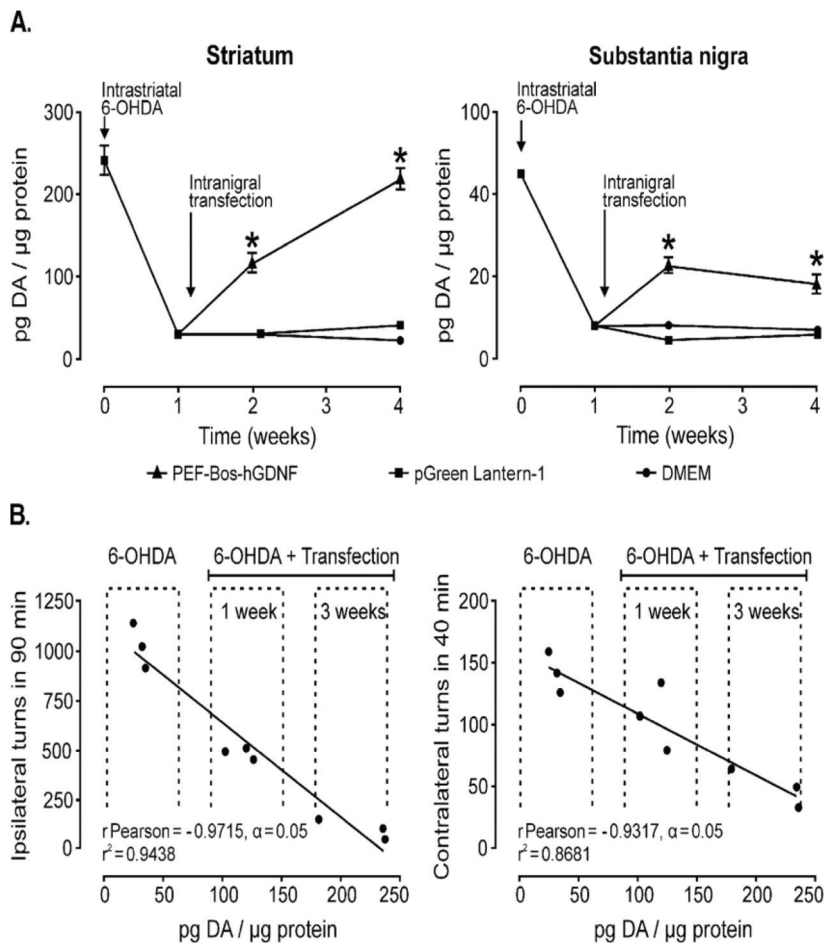 A.
Striatum
Intrastriatal
6-OHDA
300
200
100
0
pg DA / µg protein
Intranigral
transfection
*
*
0 1 2 3 4
Time (weeks)
Substantia nigra
Intrastriatal
6-OHDA
100
40
20
0
pg DA / µg protein
Intranigral
transfection
*
*
0 1 2 3 4
Time (weeks)
PEF-Bos-hGDNF pGreen Lantern-1 DMEM
B.
6-OHDA 6-OHDA + Transfection
1 week 3 weeks
1250
1000
750
500
250
0
Ipsilateral turns in 90 min
r Pearson = - 0.9715, α = 0.05
r² = 0.9438
0 50 100 150 200 250
pg DA / µg protein
6-OHDA 6-OHDA + Transfection
1 week 3 weeks
200
150
100
50
0
Contralateral turns in 40 min
r Pearson = - 0.9317, α = 0.05
r² = 0.8681
0 50 100 150 200 250
pg DA / µg protein